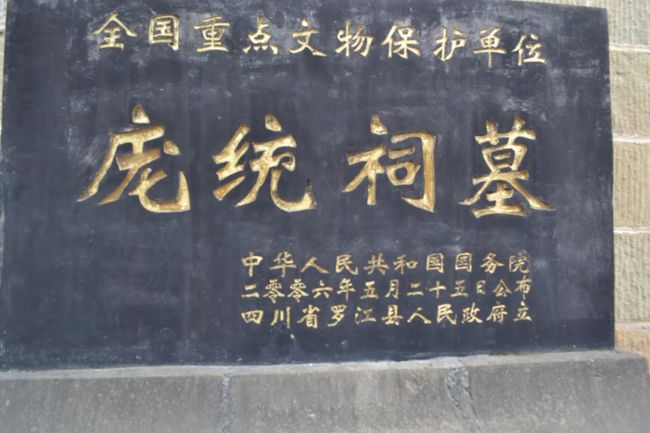 全国重点文物保护单位
庞统祠墓
中华人民共和国国务院
二零零六年五月二十五日公布
四川省罗江县人民政府立